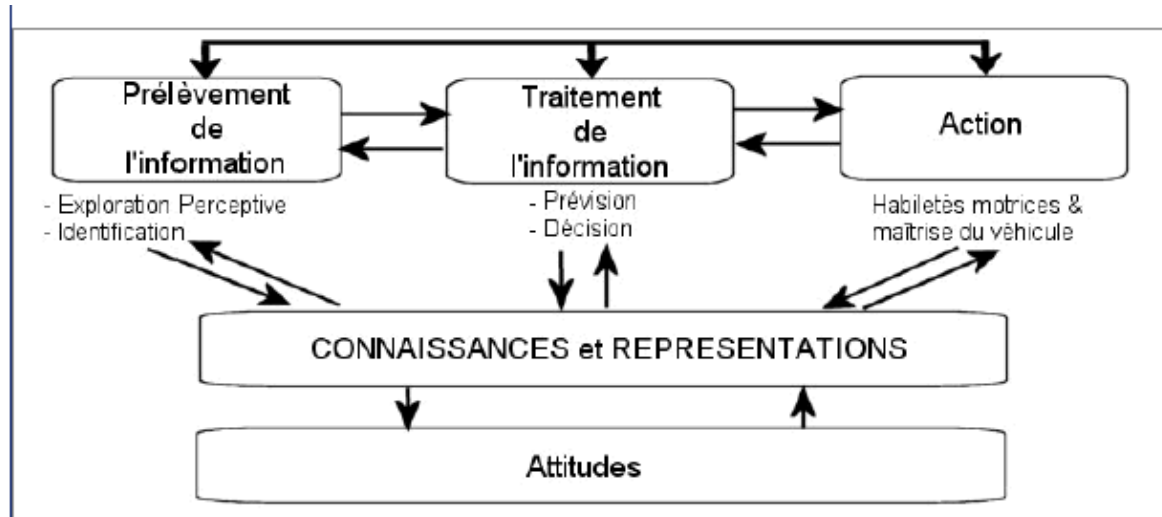 Prélèvement
de
l'information
Traitement
de
l'information
Action
- Exploration Perceptive
- Identification
- Prévision
- Décision
Habiletès motrices &
maîtrise du véhicule
CONNAISSANCES et REPRESENTATIONS
Attitudes